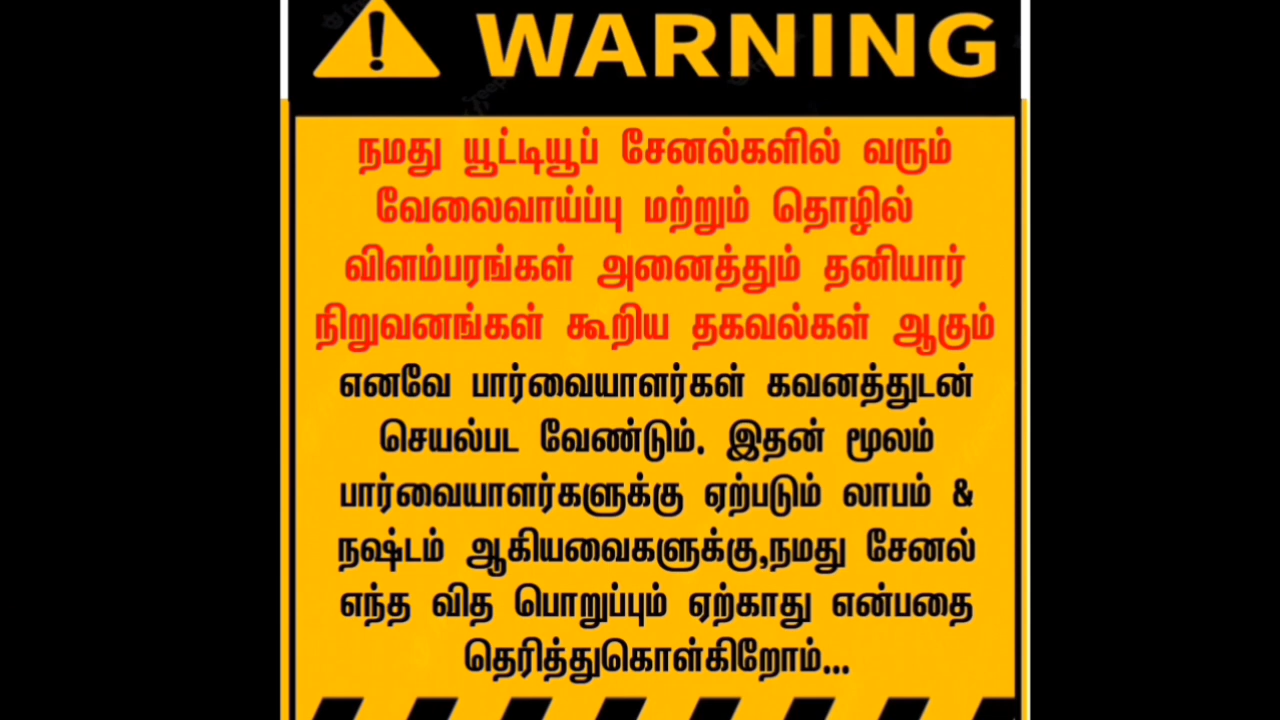 WARNING
நமது யூட்டியூப் சேனல்களில் வரும்
வேலைவாய்ப்பு மற்றும் தொழில்
விளம்பரங்கள் அனைத்தும் தனியார்
நிறுவனங்கள் கூறிய தகவல்கள் ஆகும்
எனவே பார்வையாளர்கள் கவனத்துடன்
செயல்பட வேண்டும். இதன் மூலம்
பார்வையாளர்களுக்கு ஏற்படும் லாபம் &
நஷ்டம் ஆகியவைகளுக்கு,நமது சேனல்
எந்த வித பொறுப்பும் ஏற்காது என்பதை
தெரித்துகொள்கிறோம்...